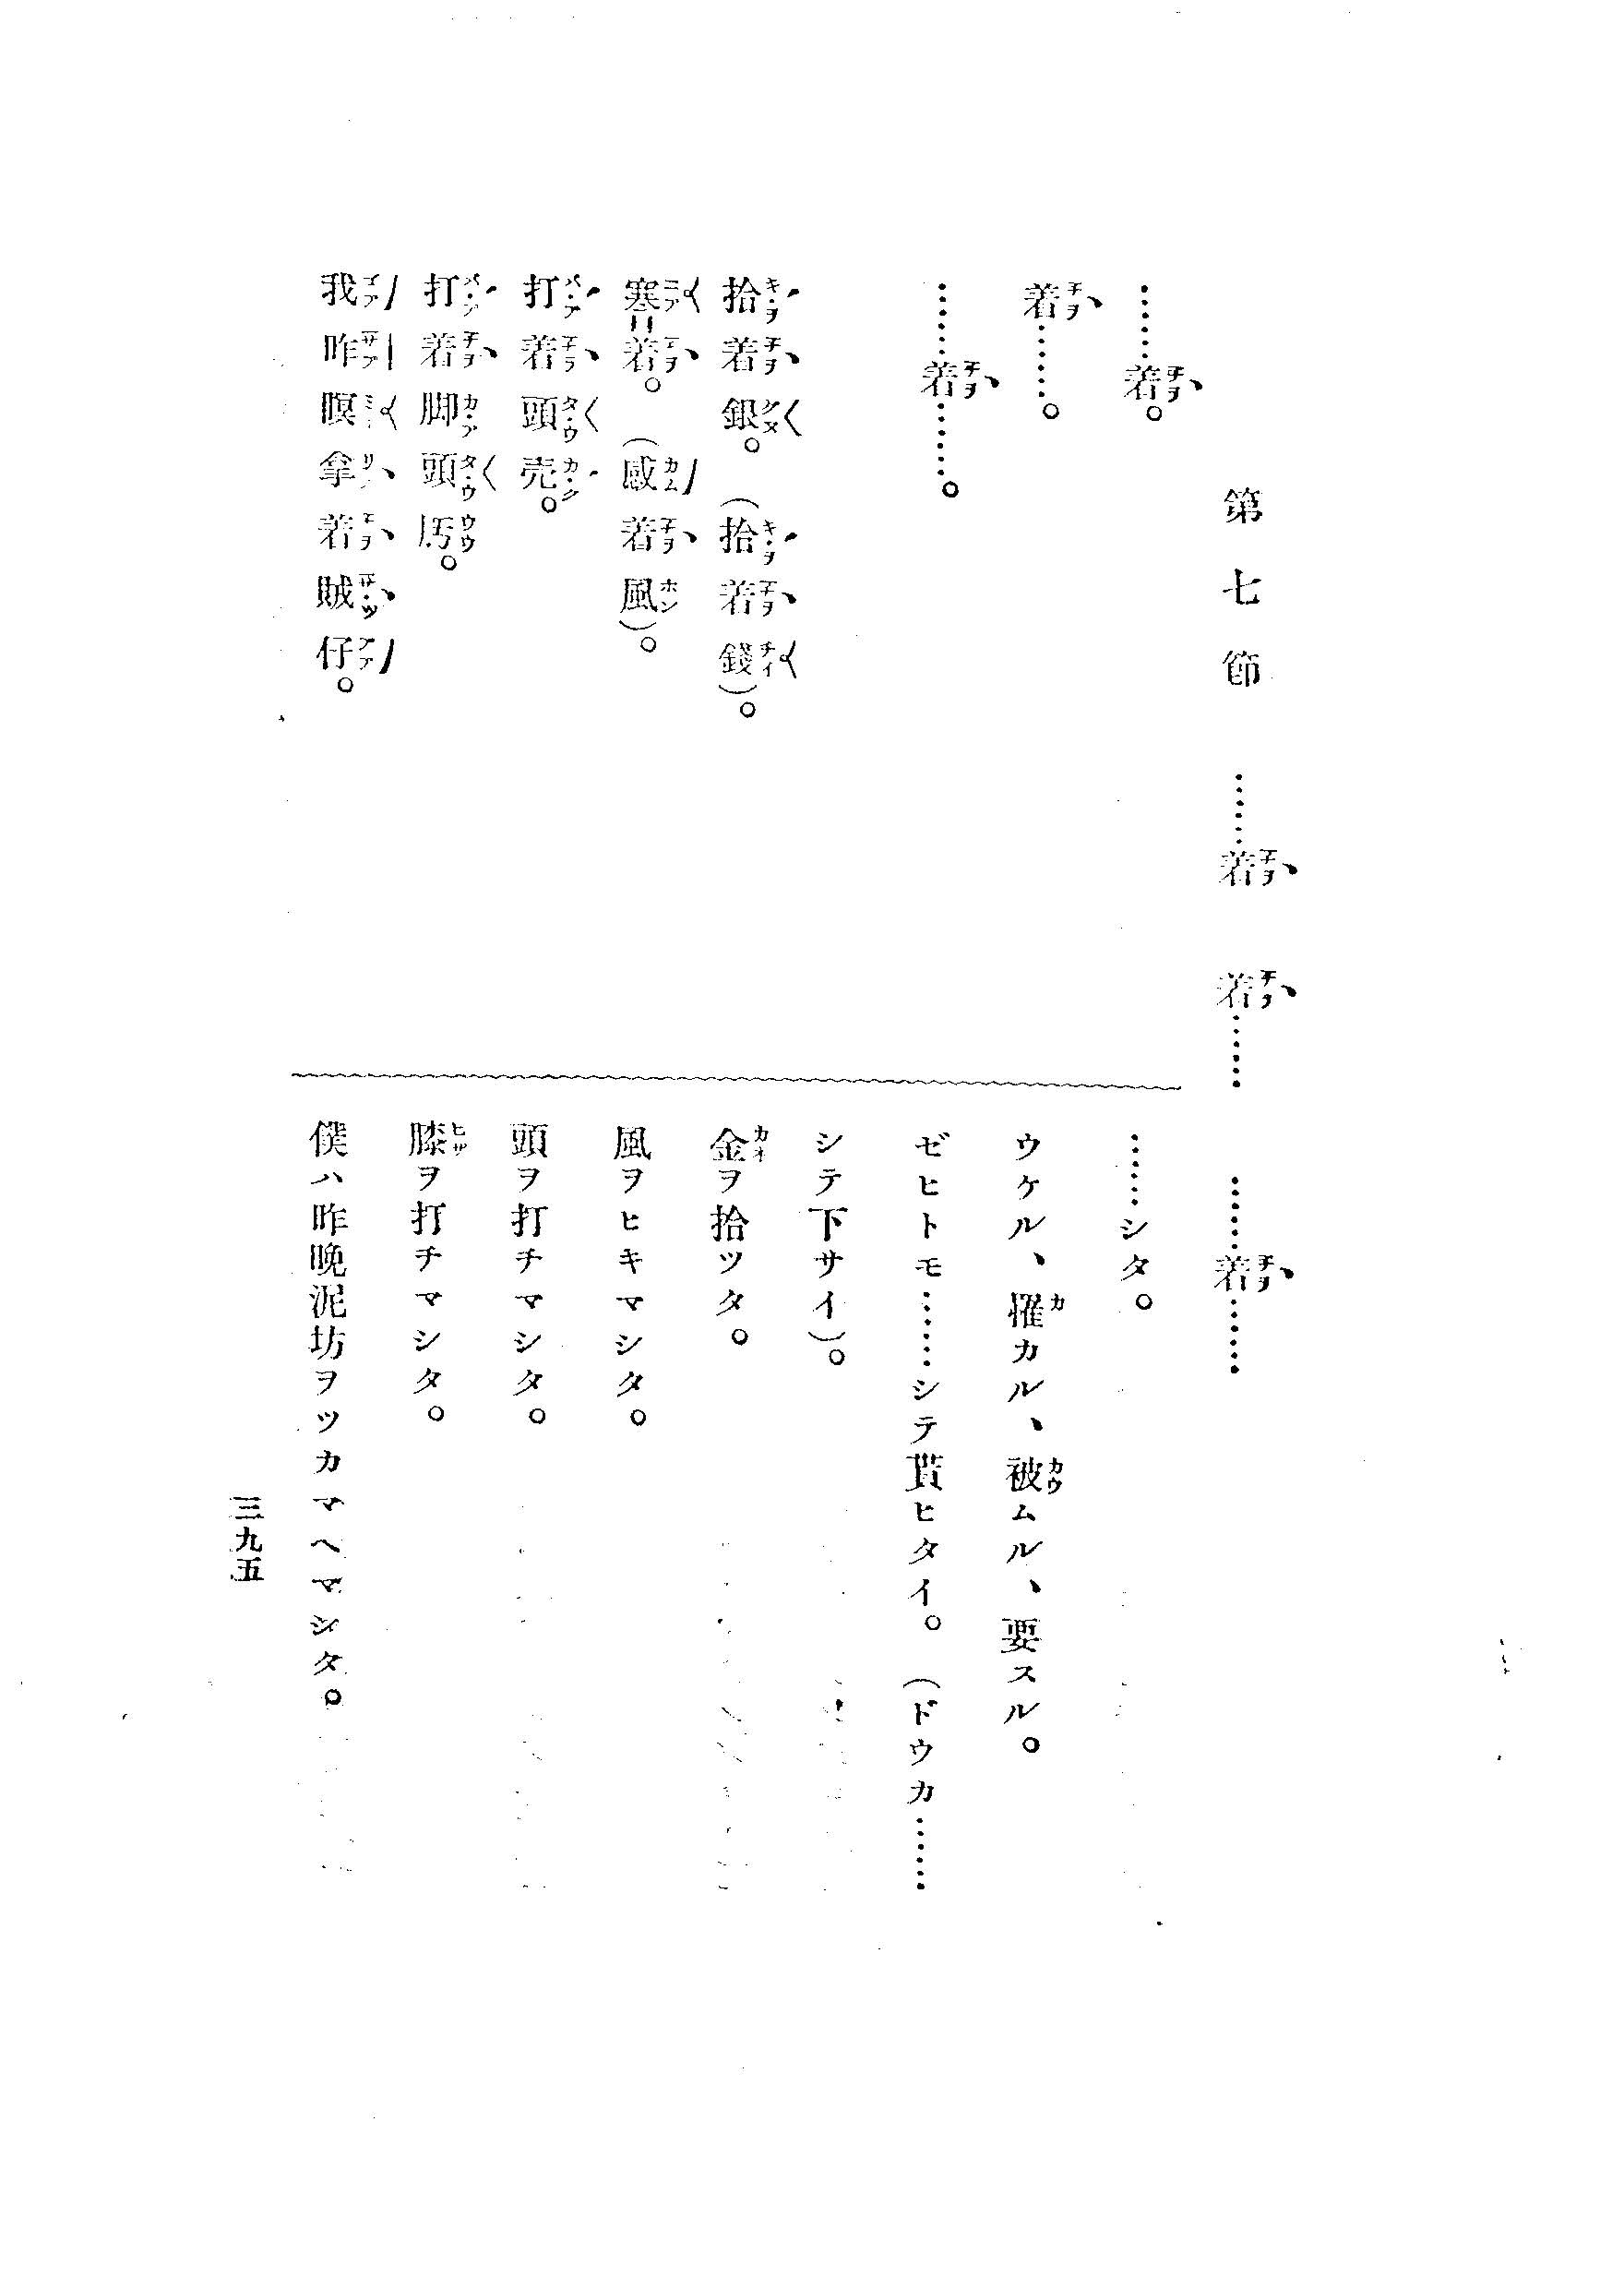 第七節　……着　着……　……着……
……着。
着……。
……着……。
拾着銀。(拾着錢)。
寒＝着。(感着風)。
打着頭売。
打着脚頭。
我昨暝拿着賊仔。
……シタ。
ウケル、罹カル、被ムル、要スル。
ゼヒトモ……シテ貰ヒタイ。(ドウカ……
シテ下サイ)。
金ヲ拾ツタ。
風ヲヒキマシタ。
頭ヲ打チマシタ。
膝ヲ打チマシタ。
僕ハ昨晩泥坊ヲツカマヘマシタ。
三九五